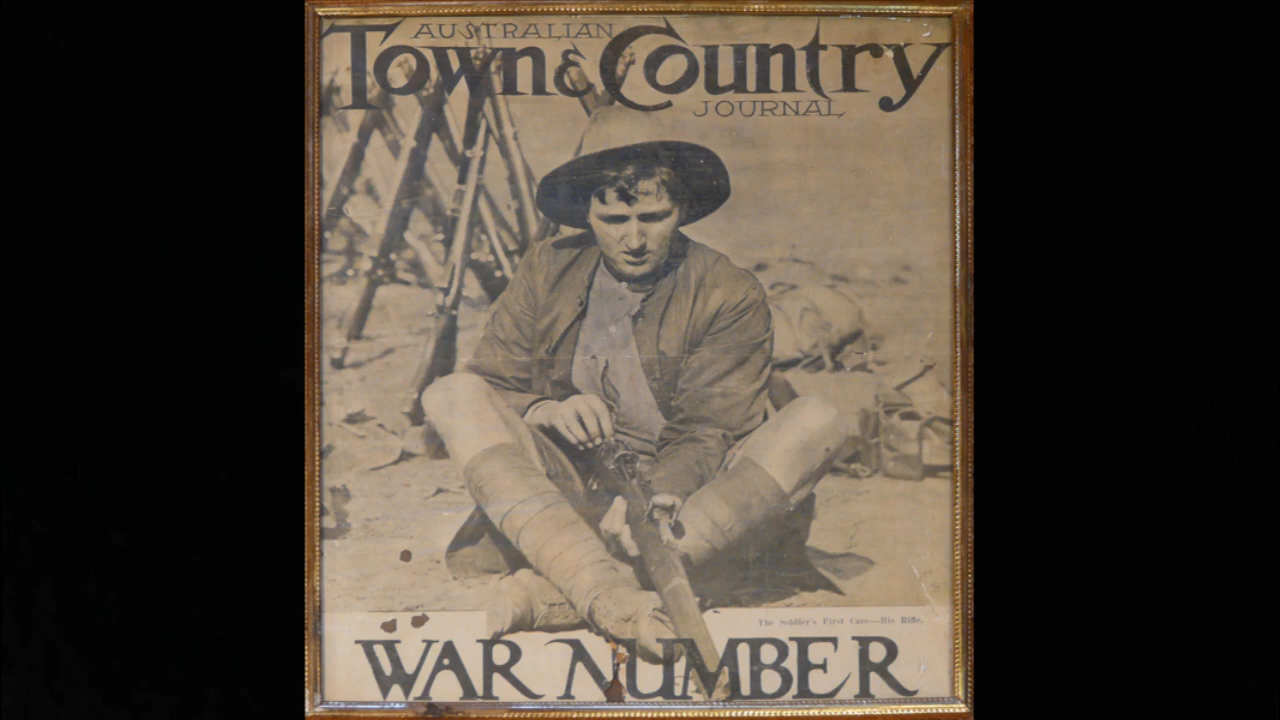 AUSTRALIAN
Town & Country
JOURNAL
The Soldier's First Care—His Rifle.
WAR NUMBER